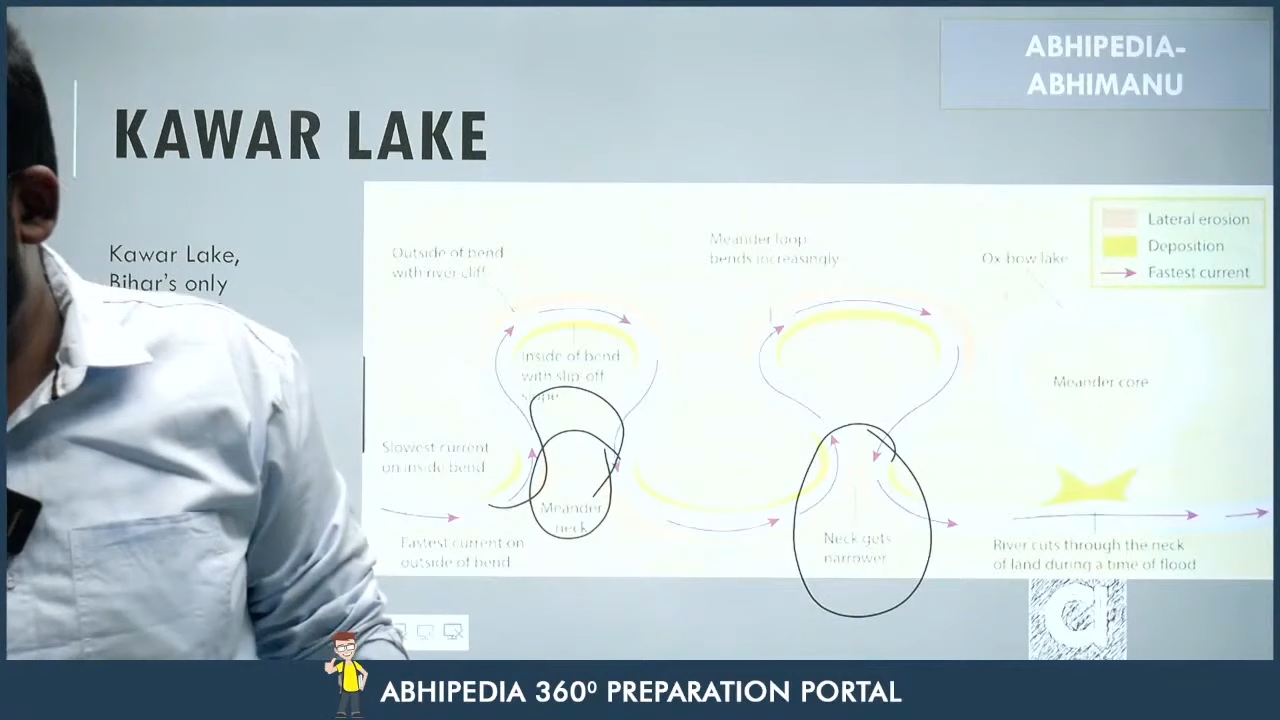 ABHIPEDIA-
ABHIMANU
KAWAR LAKE
Kawar Lake,
Bihar's only
Outside of bend
with river cliff
Meander loop
bends increasingly
Ox-bow lake
Lateral erosion
Deposition
Fastest current
Inside of bend
with slip-off
slope
Meander core
Slowest current
on inside bend
Meander
neck
Fastest current on
outside of bend
Neck gets
narrower
River cuts through the neck
of land during a time of flood
a
ABHIPEDIA 360⁰ PREPARATION PORTAL